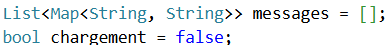 List<Map<String, String>> messages = [];
bool chargement = false;